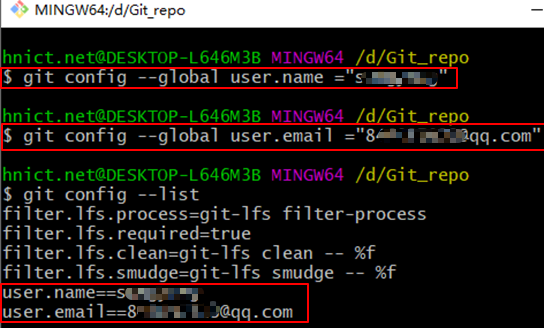 MINGW64:/d/Git_repo
hnict.net@DESKTOP-L646M3B MINGW64 /d/Git_repo
$ git config --global user.name ="s
hnict.net@DESKTOP-L646M3B MINGW64 /d/Git_repo
$ git config --global user.email ="8 @qq.com"
hnict.net@DESKTOP-L646M3B MINGW64 /d/Git_repo
$ git config --list
filter.lfs.process=git-lfs filter-process
filter.lfs.required=true
filter.lfs.clean=git-lfs clean -- %f
filter.lfs.smudge=git-lfs smudge -- %f
user.name==s
user.email==8 @qq.com